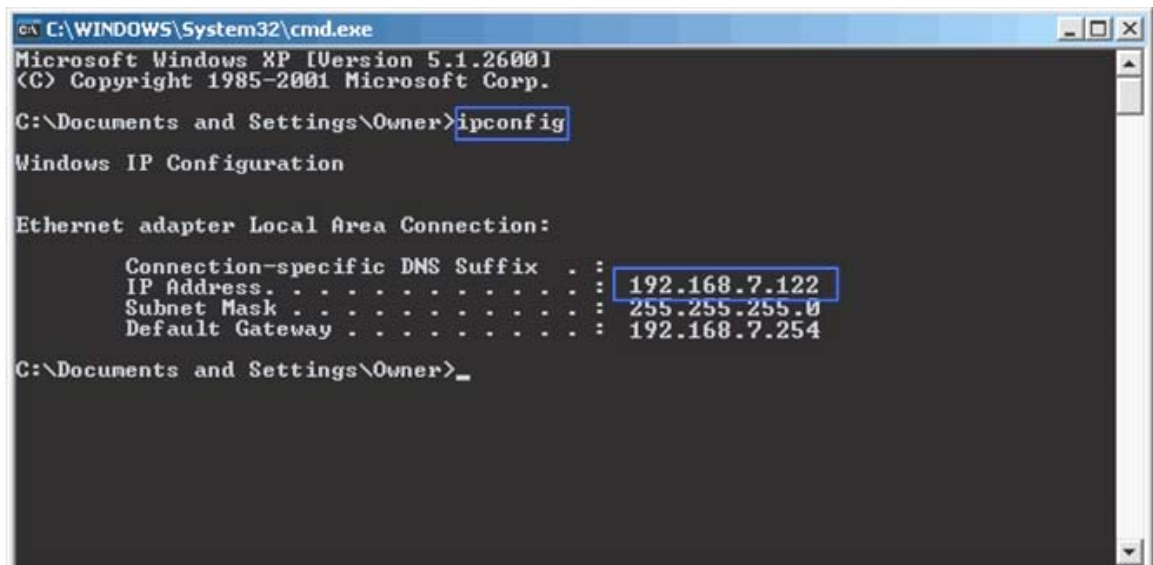 C:\WINDOWS\System32\cmd.exe
Microsoft Windows XP [Version 5.1.2600]
(C) Copyright 1985-2001 Microsoft Corp.
C:\Documents and Settings\Owner>ipconfig
Windows IP Configuration
Ethernet adapter Local Area Connection:
Connection-specific DNS Suffix . :
IP Address. . . . . . . . . . . . : 192.168.7.122
Subnet Mask . . . . . . . . . . . : 255.255.255.0
Default Gateway . . . . . . . . . : 192.168.7.254
C:\Documents and Settings\Owner>_